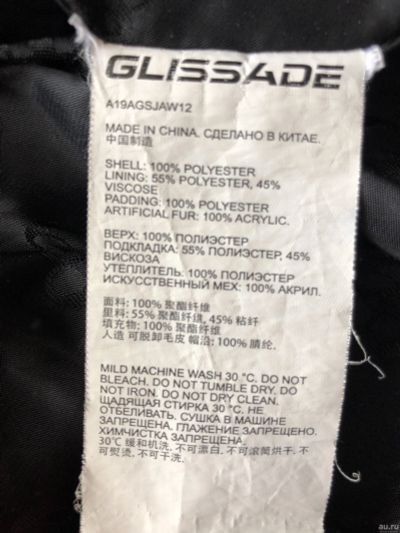 GLISSADE
A19AGSJAW12
MADE IN CHINA. СДЕЛАНО В КИТАЕ.
中国制造
SHELL: 100% POLYESTER
LINING: 55% POLYESTER, 45%
VISCOSE
PADDING: 100% POLYESTER
ARTIFICIAL FUR: 100% ACRYLIC.
ВЕРХ: 100% ПОЛИЭСТЕР
ПОДКЛАДКА: 55% ПОЛИЭСТЕР, 45%
ВИСКОЗА
УТЕПЛИТЕЛЬ: 100% ПОЛИЭСТЕР
ИСКУССТВЕННЫЙ МЕХ: 100% АКРИЛ.
面料: 100% 聚酯纤维
里料: 55% 聚酯纤维, 45% 粘纤
填充物: 100% 聚酯纤维
人造 可脱卸毛皮 帽沿: 100% 腈纶.
MILD MACHINE WASH 30 °C. DO NOT
BLEACH. DO NOT TUMBLE DRY. DO
NOT IRON. DO NOT DRY CLEAN.
ЩАДЯЩАЯ СТИРКА 30 °C. НЕ
ОТБЕЛИВАТЬ. СУШКА В МАШИНЕ
ЗАПРЕЩЕНА. ГЛАЖЕНИЕ ЗАПРЕЩЕНО.
ХИМЧИСТКА ЗАПРЕЩЕНА.
30℃ 缓和机洗. 不可漂白. 不可滚筒烘干. 不
可熨烫. 不可干洗.
au.ru